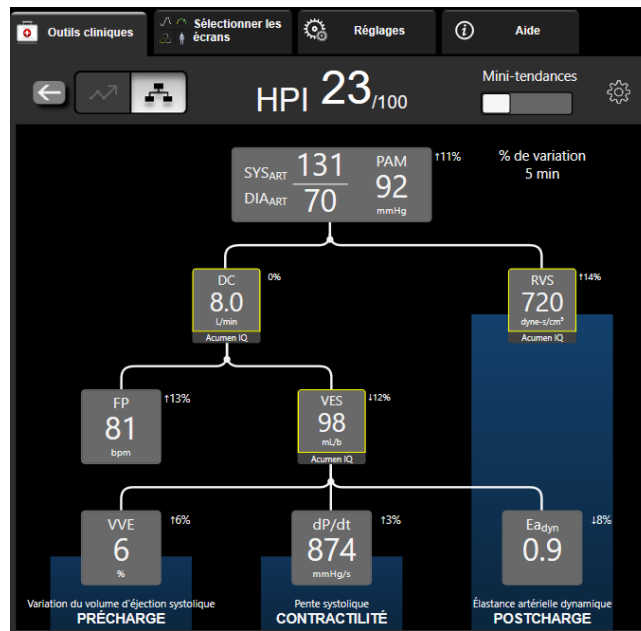 Outils cliniques
Sélectionner les
écrans
Réglages
Aide
HPI 23/100
Mini-tendances
SYSART 131
DIAART 70
PAM
92
mmHg
↑11%
% de variation
5 min
DC
8.0
L/min
Acumen IQ
0%
RVS
720
dyne-s/cm⁵
Acumen IQ
↑14%
FP
81
bpm
↑13%
VES
98
mL/b
Acumen IQ
↓12%
VVE
6
%
↑6%
dP/dt
874
mmHg/s
↑3%
Eadyn
0.9
↓8%
Variation du volume d'éjection systolique
PRÉCHARGE
Pente systolique
CONTRACTILITÉ
Élastance artérielle dynamique
POSTCHARGE